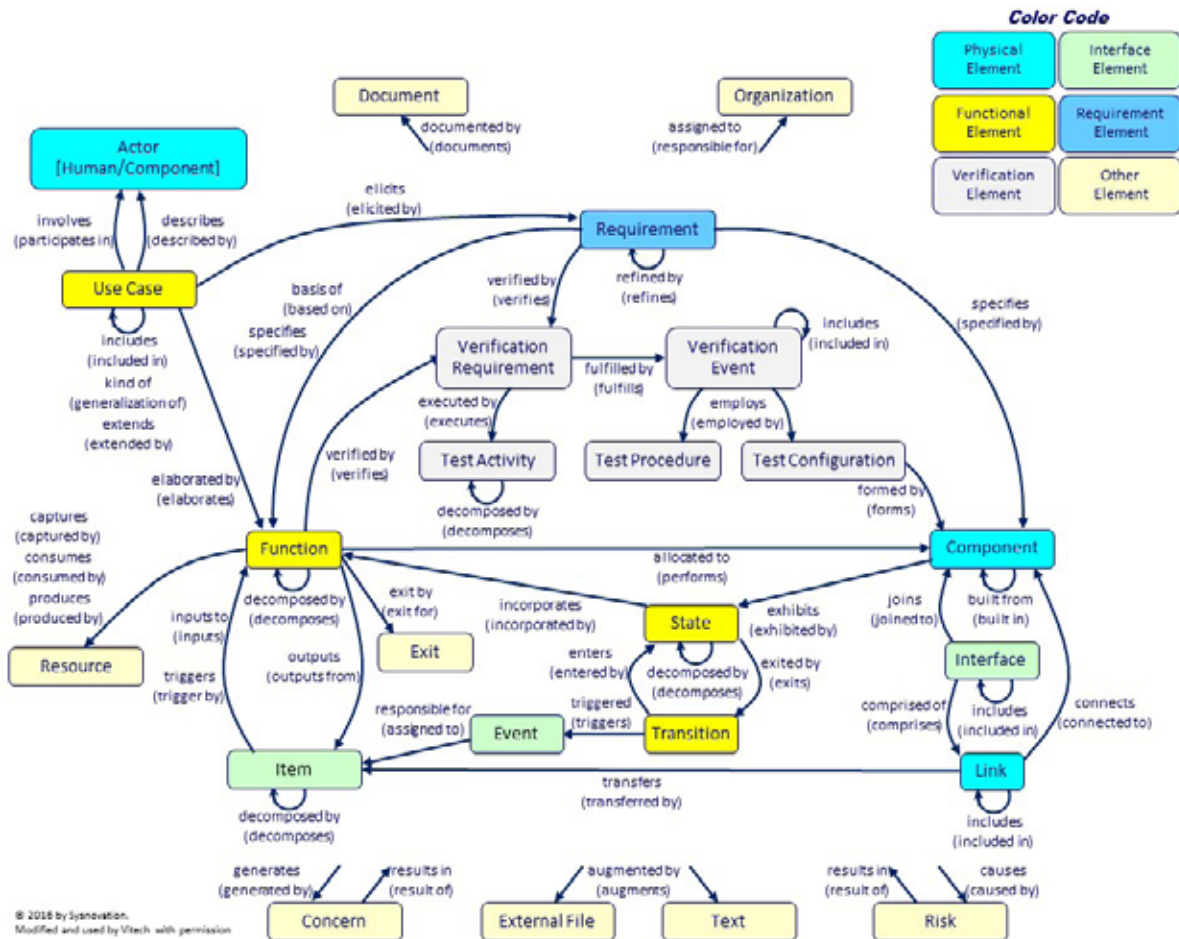 Color Code
Physical
Element
Interface
Element
Functional
Element
Requirement
Element
Verification
Element
Other
Element
Document
documented by
(documents)
Organization
assigned to
(responsible for)
Actor
[Human/Component]
involves
(participates in)
describes
(described by)
elicits
(elicited by)
Use Case
includes
(included in)
kind of
(generalization of)
extends
(extended by)
Requirement
refined by
(refines)
basis of
(based on)
specifies
(specified by)
verified by
(verifies)
specifies
(specified by)
Verification
Requirement
fulfilled by
(fulfills)
Verification
Event
includes
(included in)
executed by
(executes)
employs
(employed by)
Test Activity
decomposed by
(decomposes)
Test Procedure
Test Configuration
formed by
(forms)
elaborated by
(elaborates)
verified by
(verifies)
captures
(captured by)
consumes
(consumed by)
produces
(produced by)
Function
decomposed by
(decomposes)
allocated to
(performs)
Component
built from
(built in)
joins
(joined to)
Resource
inputs to
(inputs)
triggers
(trigger by)
outputs
(outputs from)
exit by
(exit for)
Exit
incorporates
(incorporated by)
State
decomposed by
(decomposes)
exhibits
(exhibited by)
enters
(entered by)
exited by
(exits)
Interface
includes
(included in)
comprised of
(comprises)
connects
(connected to)
responsible for
(assigned to)
Event
triggered
(triggers)
Transition
Item
decomposed by
(decomposes)
transfers
(transferred by)
Link
includes
(included in)
generates
(generated by)
results in
(result of)
Concern
augmented by
(augments)
External File
Text
results in
(result of)
causes
(caused by)
Risk
© 2016 by Sysnovation.
Modified and used by Vitech with permission